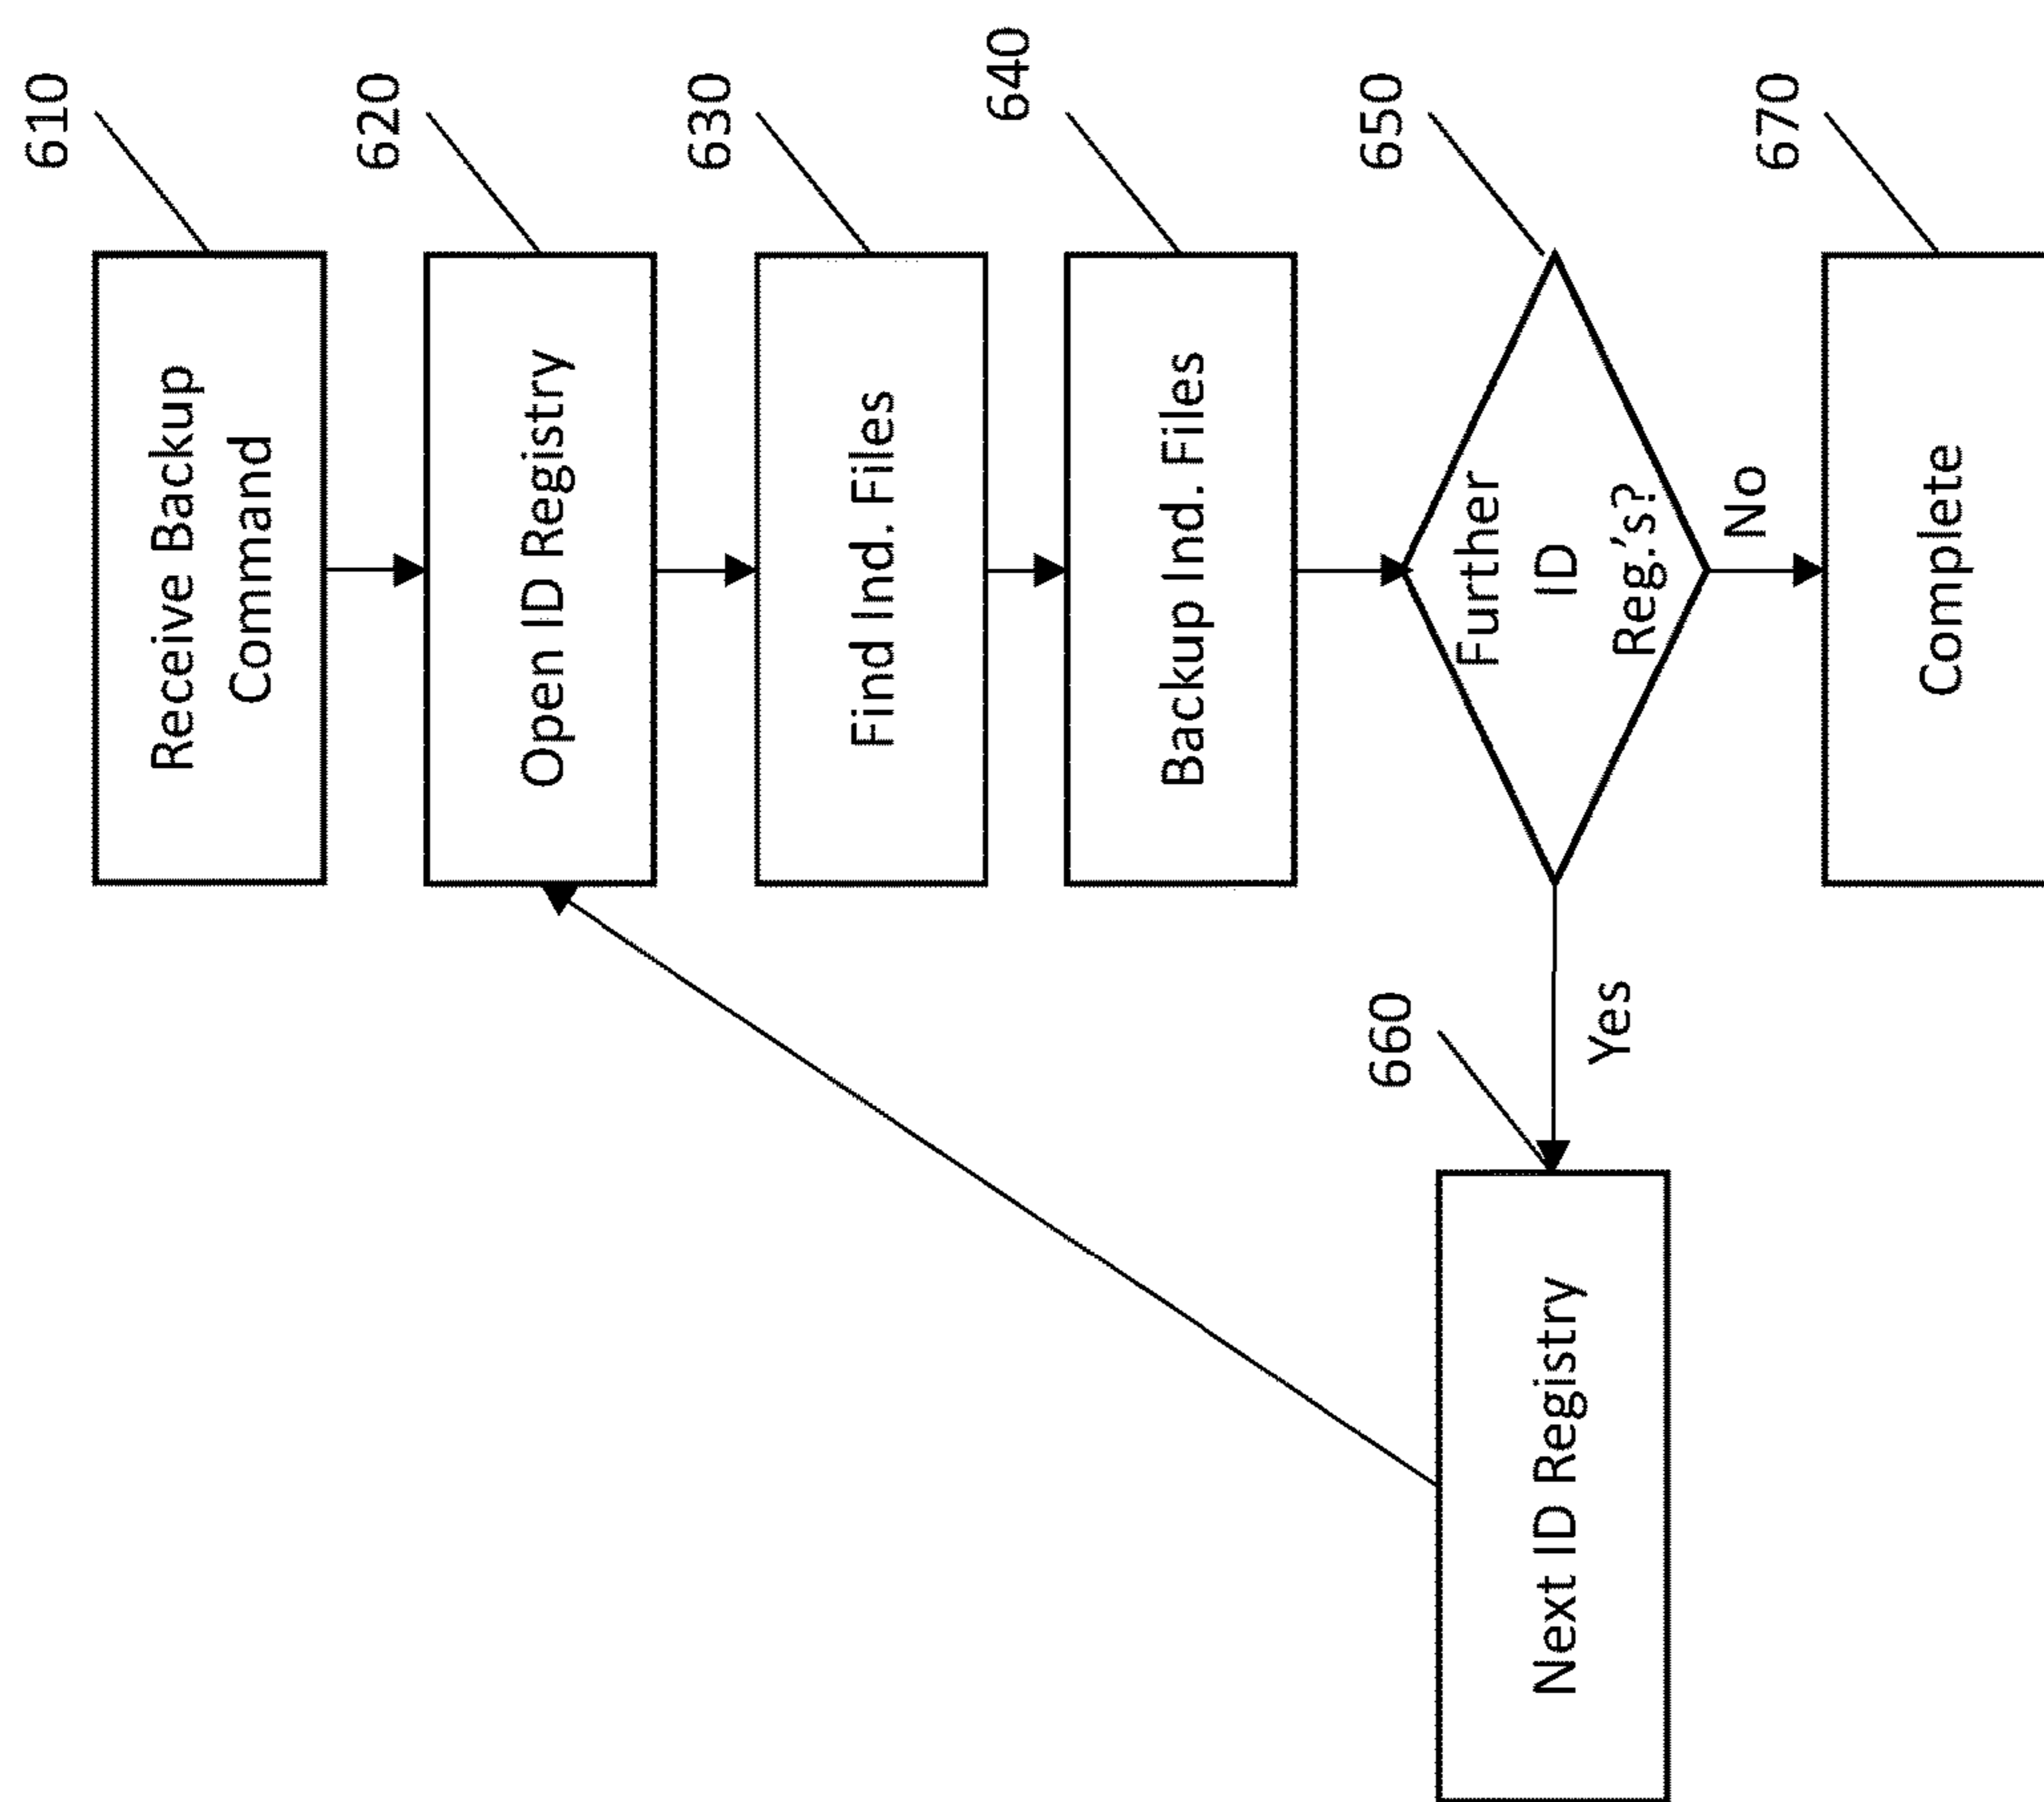 610
Receive Backup
Command
620
Open ID Registry
630
Find Ind. Files
640
Backup Ind. Files
650
Further
ID
Reg.'s?
Yes
660
Next ID Registry
No
670
Complete